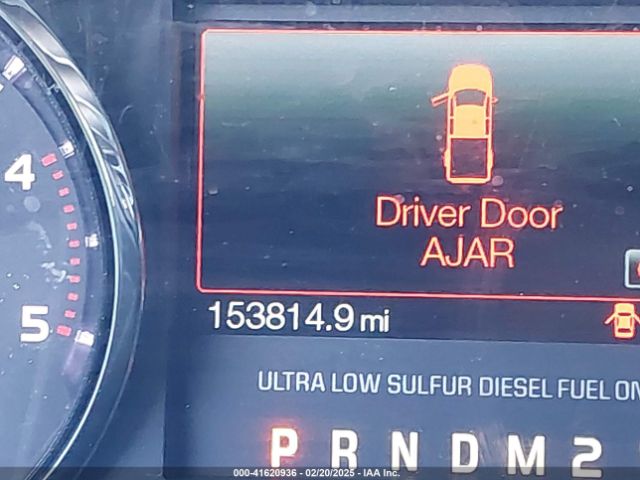 4
5
Driver Door
AJAR
153814.9 mi
ULTRA LOW SULFUR DIESEL FUEL ON
P R N D M 2
000-41620936 - 02/20/2025 - IAA Inc.